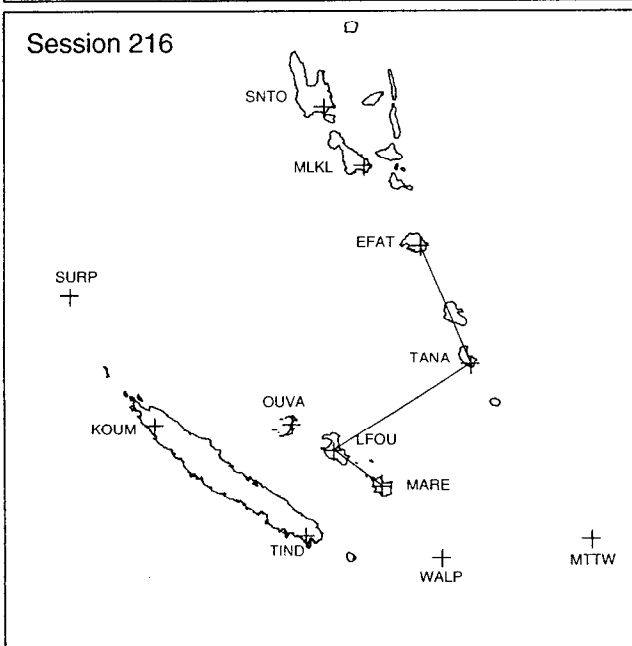 Session 216
SNTO
MLKL
EFAT
SURP
TANA
OUVA
KOUM
LFOU
MARE
TIND
WALP
MTTW